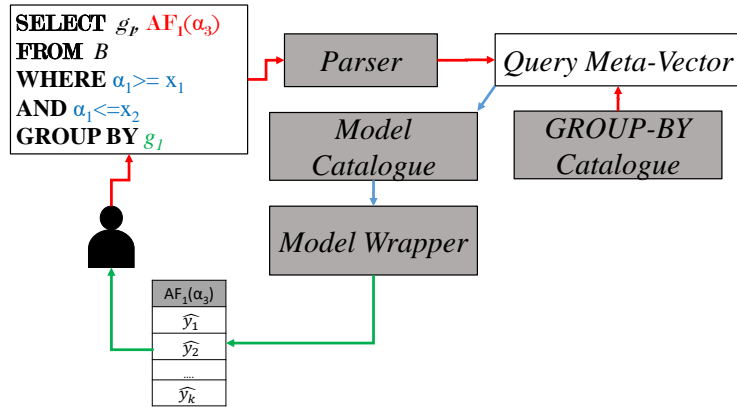 SELECT g₁, AF₁(α₃)
FROM B
WHERE α₁>= x₁
AND α₁<=x₂
GROUP BY g₁
Parser
Query Meta-Vector
Model
Catalogue
GROUP-BY
Catalogue
Model Wrapper
AF₁(α₃)
ŷ₁
ŷ₂
....
ŷₖ